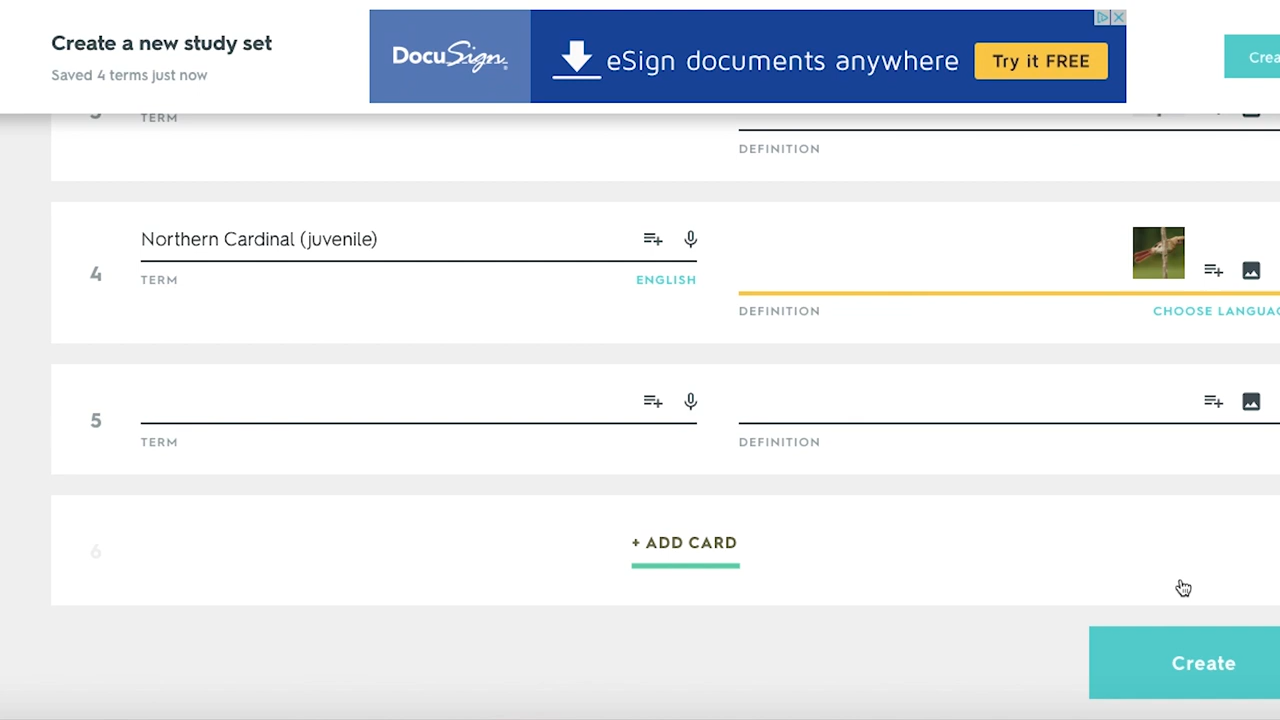 Create a new study set
Saved 4 terms just now
DocuSign
eSign documents anywhere
Try it FREE
TERM
DEFINITION
4
Northern Cardinal (juvenile)
TERM
ENGLISH
DEFINITION
5
TERM
DEFINITION
6
+ ADD CARD
Create